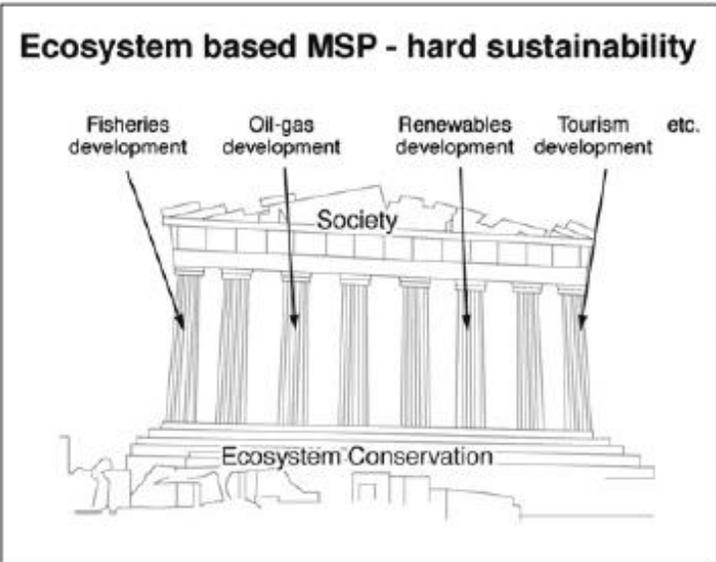 Ecosystem based MSP - hard sustainability
Fisheries development
Oil-gas development
Renewables development
Tourism development
etc.
Society
Ecosystem Conservation